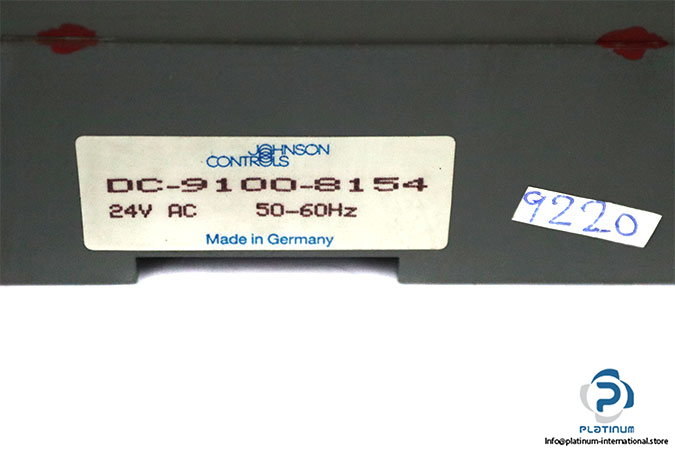 JOHNSON
CONTROLS
DC-9100-8154
24V AC 50-60Hz
Made in Germany
9220
P
PLATINUM
info@platinum-international.store